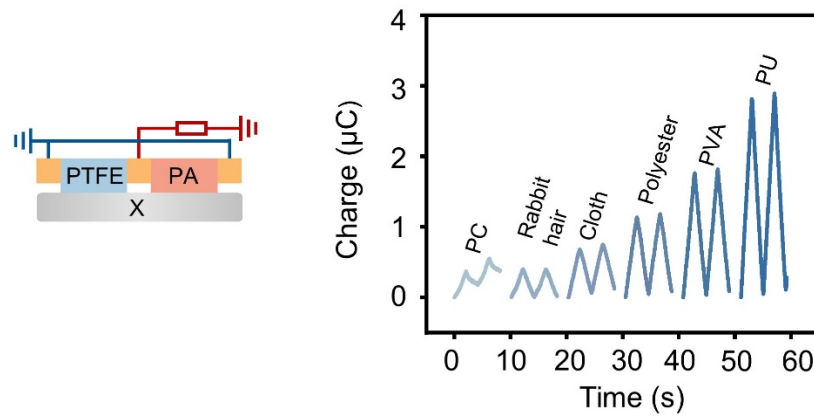 PTFE
PA
X
Charge (μC)
4
3
2
1
0
PC
Rabbit
hair
Cloth
Polyester
PVA
PU
0
10
20
30
40
50
60
Time (s)